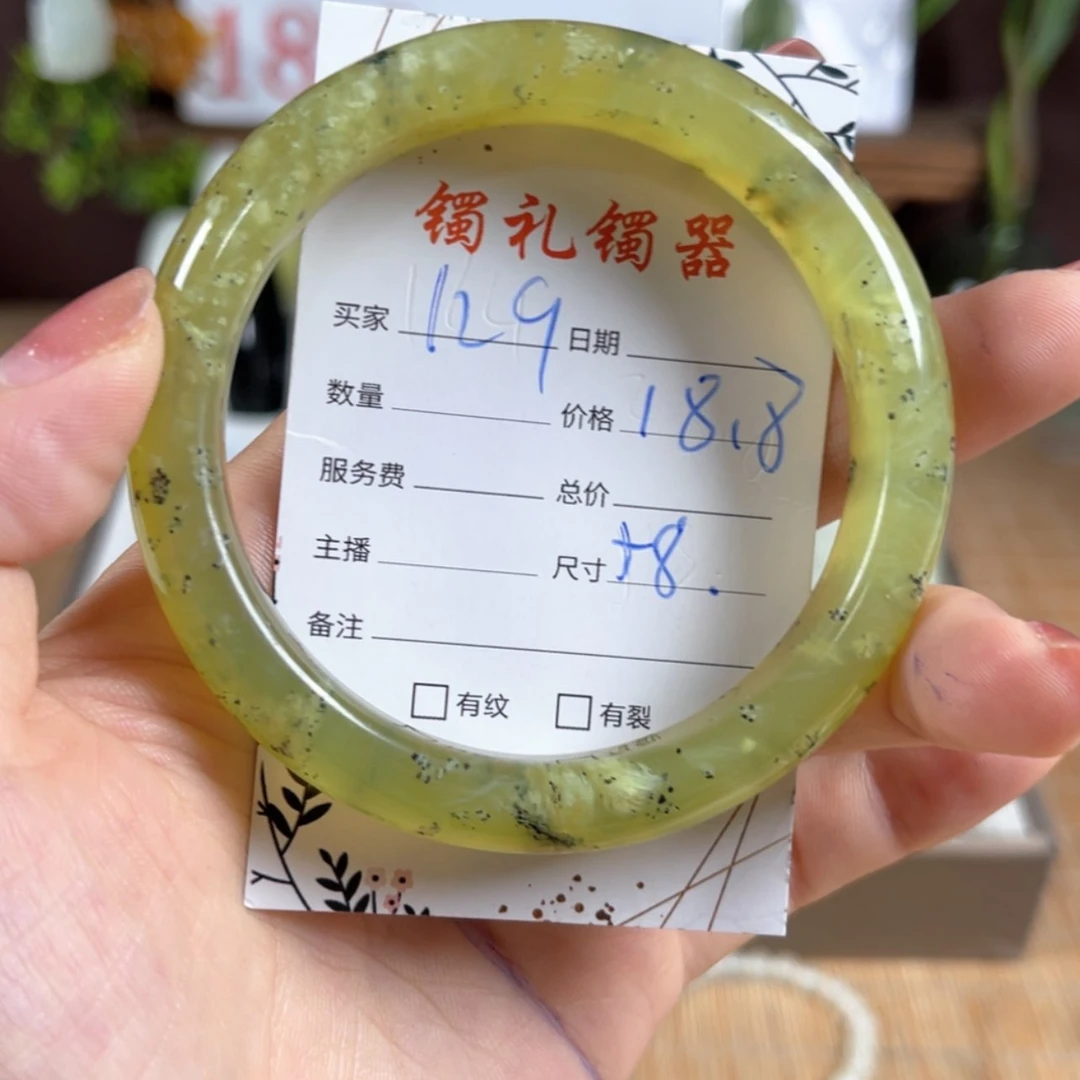 18
镯礼镯器
买家 129 日期
数量 价格 18.8
服务费 总价
主播 尺寸 58.
备注
有纹 有裂